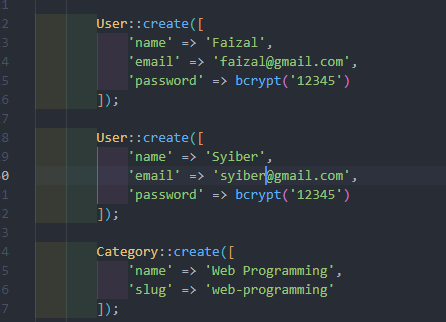 2 User::create([
3 'name' => 'Faizal',
4 'email' => 'faizal@gmail.com',
5 'password' => bcrypt('12345')
6 ]);
7
8 User::create([
9 'name' => 'Syiber',
0 'email' => 'syiber@gmail.com',
1 'password' => bcrypt('12345')
2 ]);
3
4 Category::create([
5 'name' => 'Web Programming',
6 'slug' => 'web-programming'
7 ]);